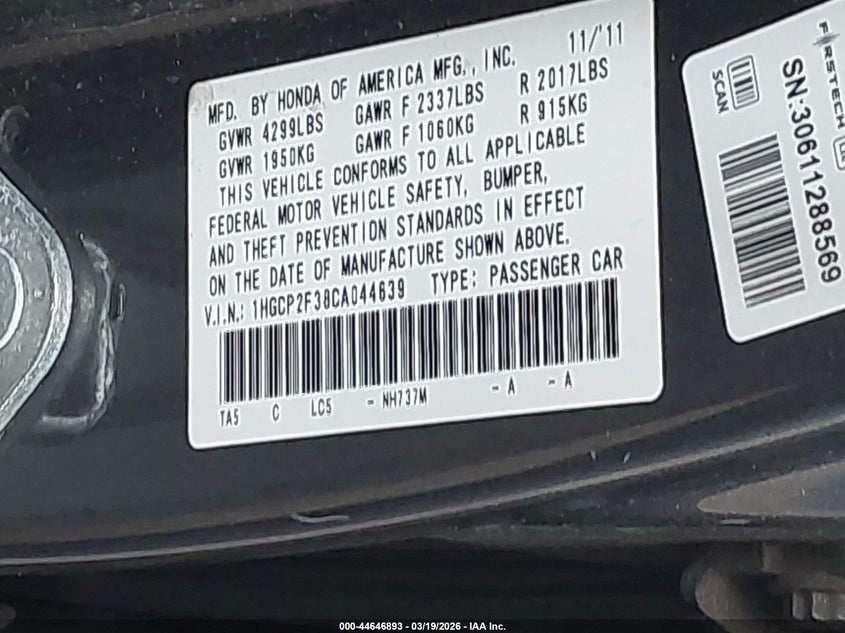 MFD. BY HONDA OF AMERICA MFG., INC. 11/'11
GVWR 4299LBS GAWR F 2337LBS R 2017LBS
GVWR 1950KG GAWR F 1060KG R 915KG
THIS VEHICLE CONFORMS TO ALL APPLICABLE
FEDERAL MOTOR VEHICLE SAFETY, BUMPER,
AND THEFT PREVENTION STANDARDS IN EFFECT
ON THE DATE OF MANUFACTURE SHOWN ABOVE.
V.I.N.: 1HGCP2F38CA044639 TYPE: PASSENGER CAR
TA5 C LC5 - NH737M - A - A
FIRSTECH
SCAN
SN:30611288569
000-44646893 - 03/19/2026 - IAA Inc.